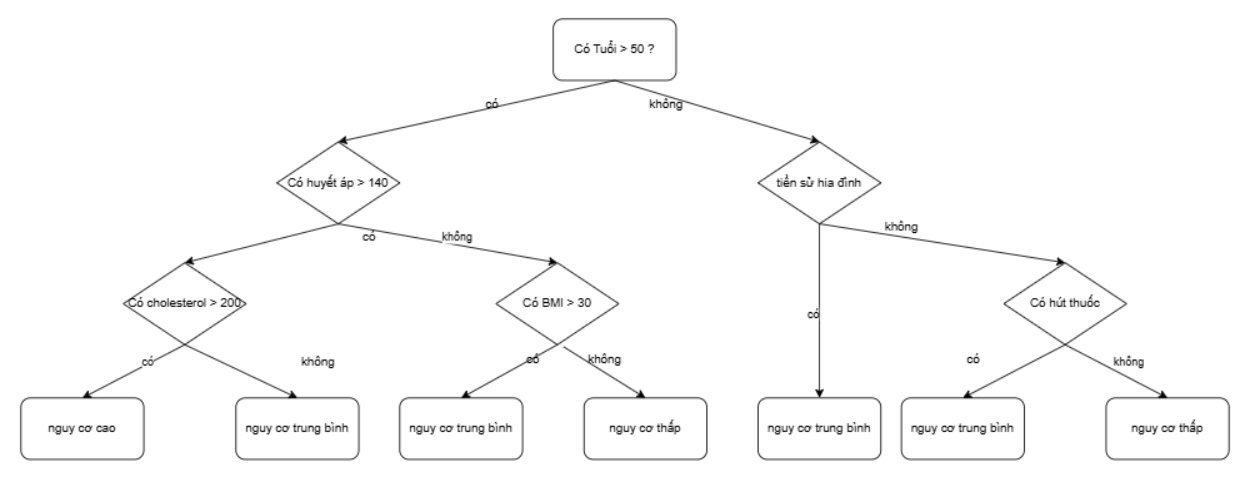 Có Tuổi > 50 ?
có
không
Có huyết áp > 140
tiền sử hia đình
có
không
không
Có cholesterol > 200
Có BMI > 30
có
Có hút thuốc
có
không
có
không
có
không
nguy cơ cao
nguy cơ trung bình
nguy cơ trung bình
nguy cơ thấp
nguy cơ trung bình
nguy cơ trung bình
nguy cơ thấp